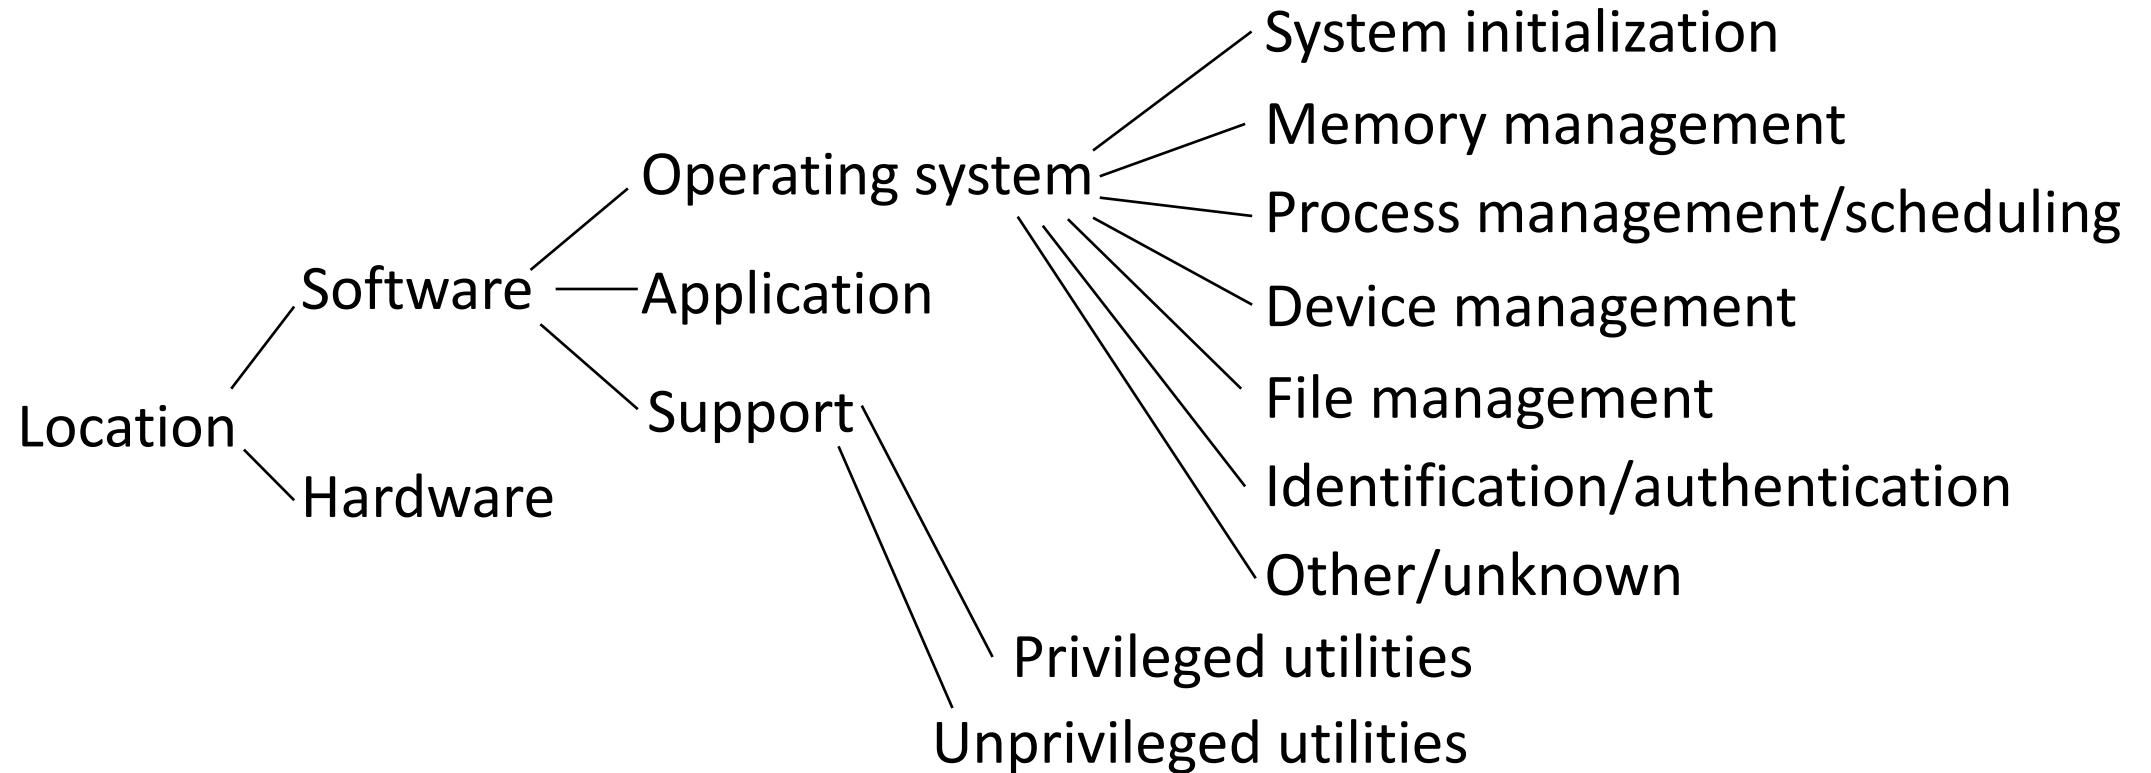 System initialization
Memory management
Operating system
Process management/scheduling
Software
Application
Device management
Support
File management
Location
Hardware
Identification/authentication
Other/unknown
Privileged utilities
Unprivileged utilities